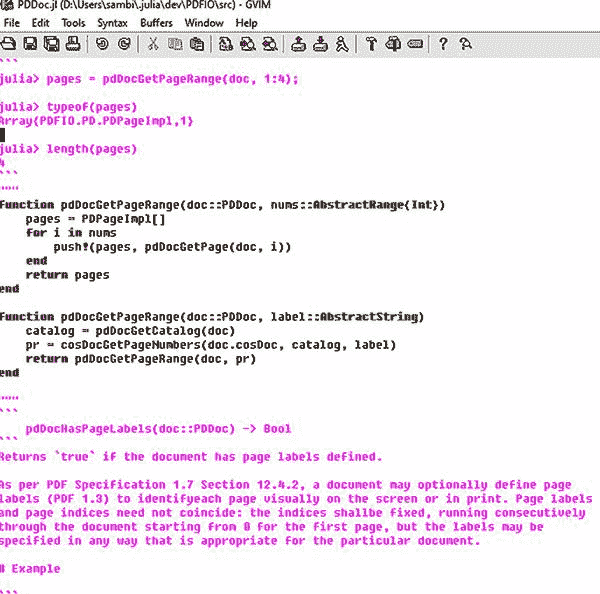 PDDoc.jl (D:\Users\sambi\.julia\dev\PDFIO\src) - GVIM
File Edit Tools Syntax Buffers Window Help
```
julia> pages = pdDocGetPageRange(doc, 1:4);
julia> typeof(pages)
Array{PDFIO.PD.PDPageImpl,1}
julia> length(pages)
4
```
"""
function pdDocGetPageRange(doc::PDDoc, nums::AbstractRange{Int})
    pages = PDPageImpl[]
    for i in nums
        push!(pages, pdDocGetPage(doc, i))
    end
    return pages
end
function pdDocGetPageRange(doc::PDDoc, label::AbstractString)
    catalog = pdDocGetCatalog(doc)
    pr = cosDocGetPageNumbers(doc.cosDoc, catalog, label)
    return pdDocGetPageRange(doc, pr)
end
"""
```
    pdDocHasPageLabels(doc::PDDoc) -> Bool
```
Returns `true` if the document has page labels defined.
As per PDF Specification 1.7 Section 12.4.2, a document may optionally define page
labels (PDF 1.3) to identifyeach page visually on the screen or in print. Page labels
and page indices need not coincide: the indices shallbe fixed, running consecutively
through the document starting from 0 for the first page, but the labels may be
specified in any way that is appropriate for the particular document.
# Example
```